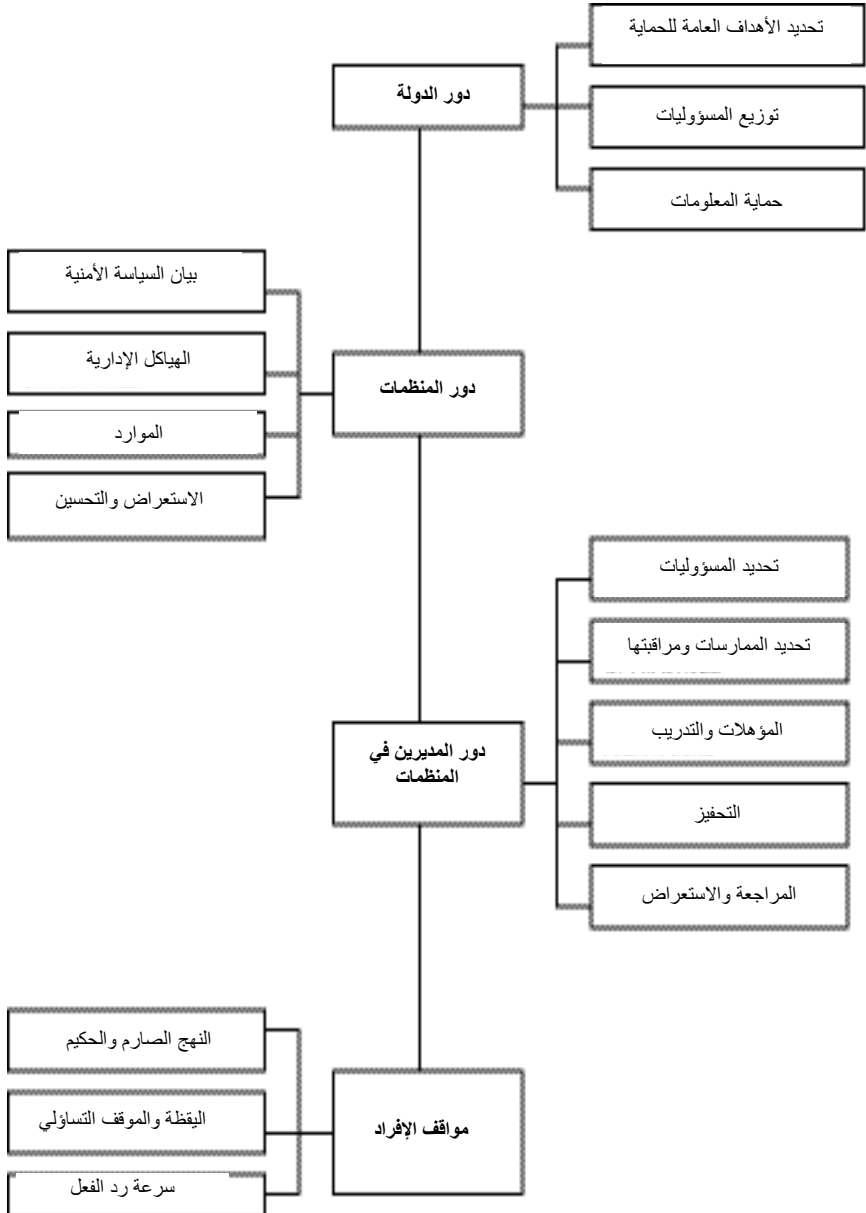 دور الدولة
تحديد الأهداف العامة للحماية
توزيع المسؤوليات
حماية المعلومات
دور المنظمات
بيان السياسة الأمنية
الهياكل الإدارية
الموارد
الاستعراض والتحسين
دور المديرين في
المنظمات
تحديد المسؤوليات
تحديد الممارسات ومراقبتها
المؤهلات والتدريب
التحفيز
المراجعة والاستعراض
مواقف الإفراد
النهج الصارم والحكيم
اليقظة والموقف التساؤلي
سرعة رد الفعل